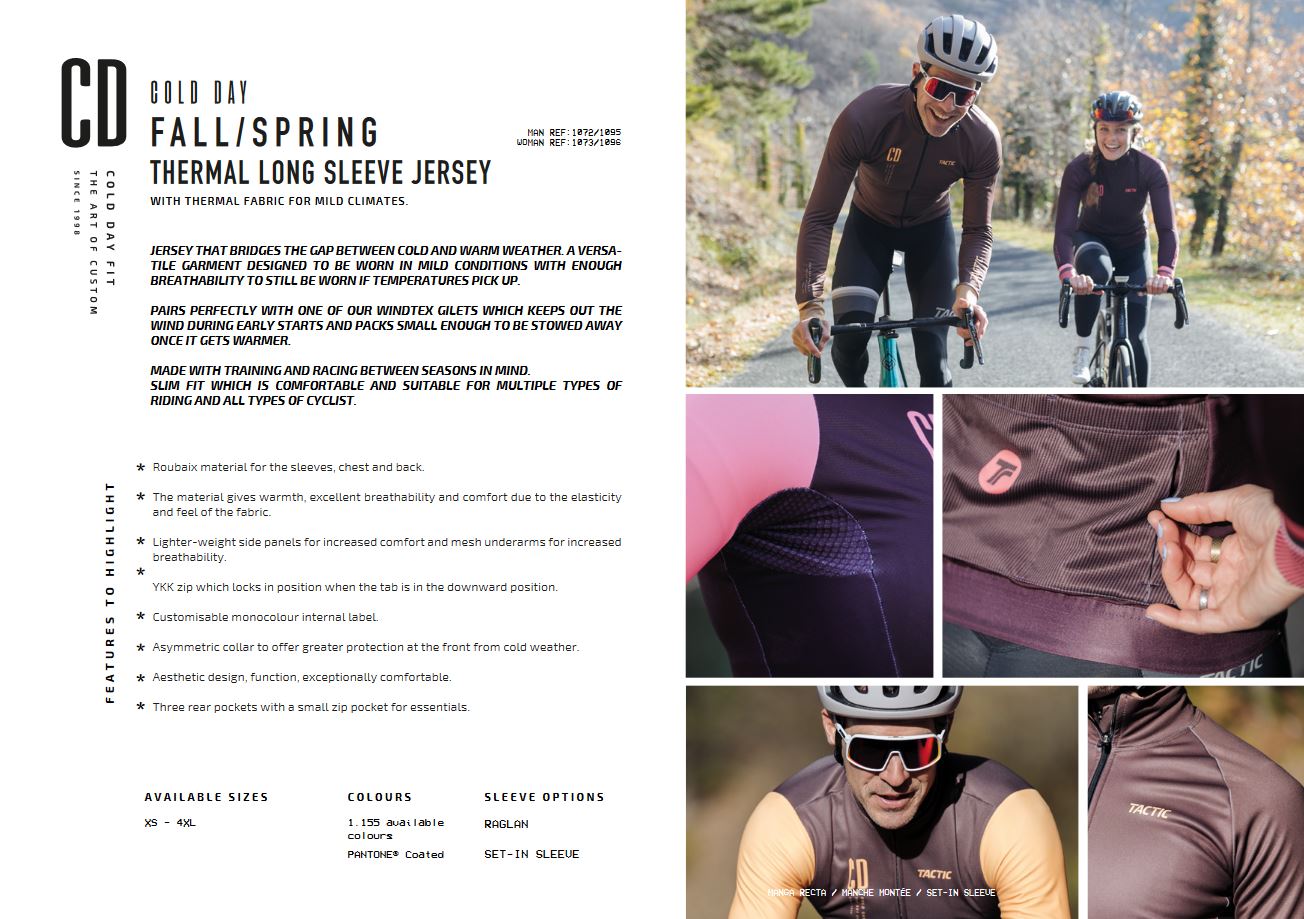 CD
COLD DAY
FALL/SPRING
THERMAL LONG SLEEVE JERSEY
WITH THERMAL FABRIC FOR MILD CLIMATES.
MAN REF:1072/1095
WOMAN REF:1073/1096
COLD DAY FIT
THE ART OF CUSTOM
SINCE 1998
JERSEY THAT BRIDGES THE GAP BETWEEN COLD AND WARM WEATHER. A VERSA-
TILE GARMENT DESIGNED TO BE WORN IN MILD CONDITIONS WITH ENOUGH
BREATHABILITY TO STILL BE WORN IF TEMPERATURES PICK UP.
PAIRS PERFECTLY WITH ONE OF OUR WINDTEX GILETS WHICH KEEPS OUT THE
WIND DURING EARLY STARTS AND PACKS SMALL ENOUGH TO BE STOWED AWAY
ONCE IT GETS WARMER.
MADE WITH TRAINING AND RACING BETWEEN SEASONS IN MIND.
SLIM FIT WHICH IS COMFORTABLE AND SUITABLE FOR MULTIPLE TYPES OF
RIDING AND ALL TYPES OF CYCLIST.
FEATURES TO HIGHLIGHT
* Roubaix material for the sleeves, chest and back.
* The material gives warmth, excellent breathability and comfort due to the elasticity
and feel of the fabric.
* Lighter-weight side panels for increased comfort and mesh underarms for increased
breathability.
*
YKK zip which locks in position when the tab is in the downward position.
* Customisable monocolour internal label.
* Asymmetric collar to offer greater protection at the front from cold weather.
* Aesthetic design, function, exceptionally comfortable.
* Three rear pockets with a small zip pocket for essentials.
AVAILABLE SIZES
XS - 4XL
COLOURS
1.155 available
colours
PANTONE® Coated
SLEEVE OPTIONS
RAGLAN
SET-IN SLEEVE
CD
TACTIC
CD
TACTIC
TACTIC
CD
TACTIC
MANGA RECTA / MANCHE MONTÉE / SET-IN SLEEVE
TACTIC